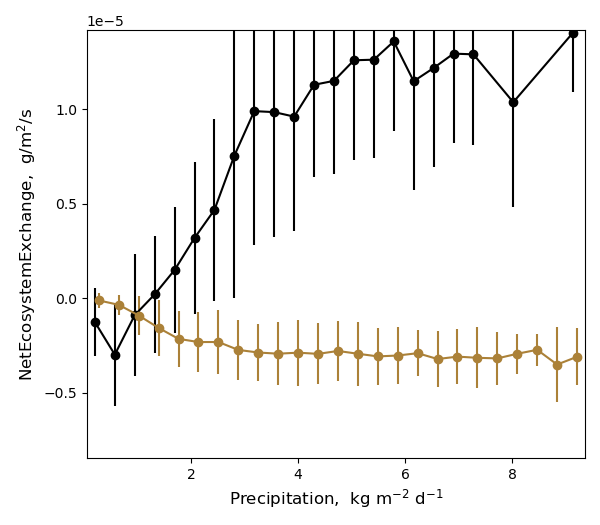 1e−5
1.0
0.5
0.0
−0.5
NetEcosystemExchange, g/m²/s
2 4 6 8
Precipitation, kg m⁻² d⁻¹